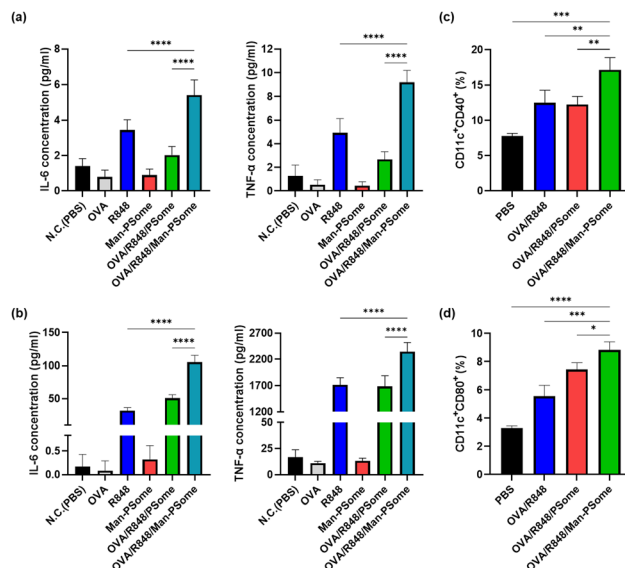 (a)
****
****
IL-6 concentration (pg/ml)
8
6
4
2
0
N.C.(PBS)
OVA
R848
Man-PSome
OVA/R848/PSome
OVA/R848/Man-PSome
****
****
TNF-α concentration (pg/ml)
12
10
8
6
4
2
0
N.C.(PBS)
OVA
R848
Man-PSome
OVA/R848/PSome
OVA/R848/Man-PSome
(c)
***
**
**
CD11c⁺CD40⁺ (%)
20
15
10
5
0
PBS
OVA/R848
OVA/R848/PSome
OVA/R848/Man-PSome
(b)
****
****
IL-6 concentration (pg/ml)
150
100
50
0.5
0.0
N.C.(PBS)
OVA
R848
Man-PSome
OVA/R848/PSome
OVA/R848/Man-PSome
****
****
TNF-α concentration (pg/ml)
2700
2200
1700
1200
50
25
0
N.C.(PBS)
OVA
R848
Man-PSome
OVA/R848/PSome
OVA/R848/Man-PSome
(d)
****
***
*
CD11c⁺CD80⁺ (%)
10
8
6
4
2
0
PBS
OVA/R848
OVA/R848/PSome
OVA/R848/Man-PSome